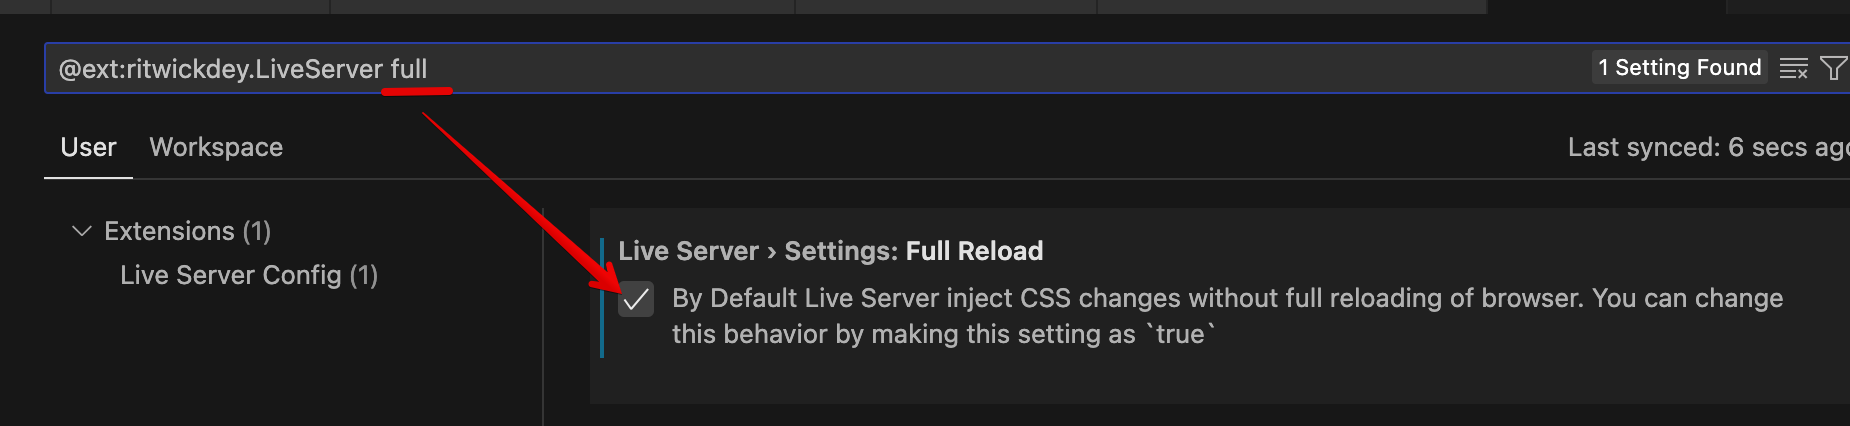 @ext:ritwickdey.LiveServer full
1 Setting Found
User
Workspace
Last synced: 6 secs ago
Extensions (1)
Live Server Config (1)
Live Server › Settings: Full Reload
By Default Live Server inject CSS changes without full reloading of browser. You can change
this behavior by making this setting as `true`